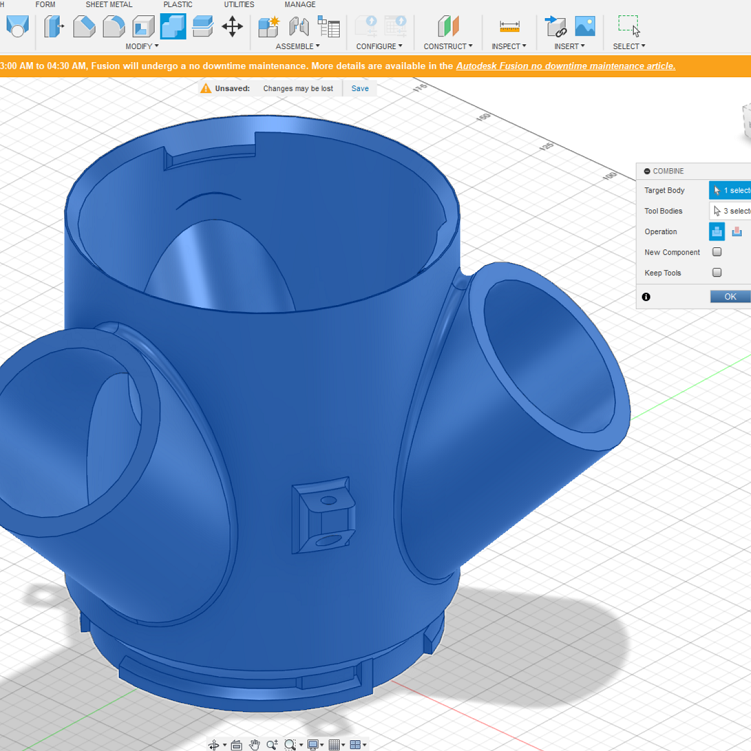 H FORM SHEET METAL PLASTIC UTILITIES MANAGE
MODIFY ASSEMBLE CONFIGURE CONSTRUCT INSPECT INSERT SELECT
3:00 AM to 04:30 AM, Fusion will undergo a no downtime maintenance. More details are available in the Autodesk Fusion no downtime maintenance article.
Unsaved: Changes may be lost Save
175
150
125
100
COMBINE
Target Body 1 select
Tool Bodies 3 select
Operation
New Component
Keep Tools
OK